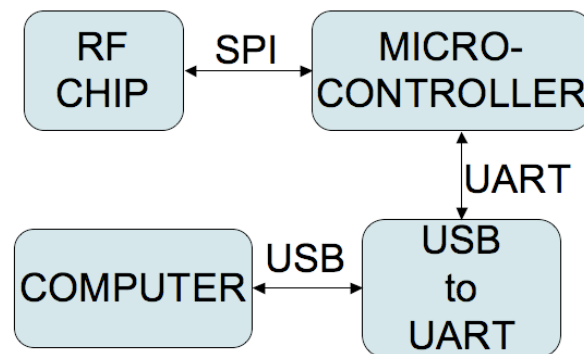 RF
CHIP
SPI
MICRO-
CONTROLLER
UART
COMPUTER
USB
USB
to
UART